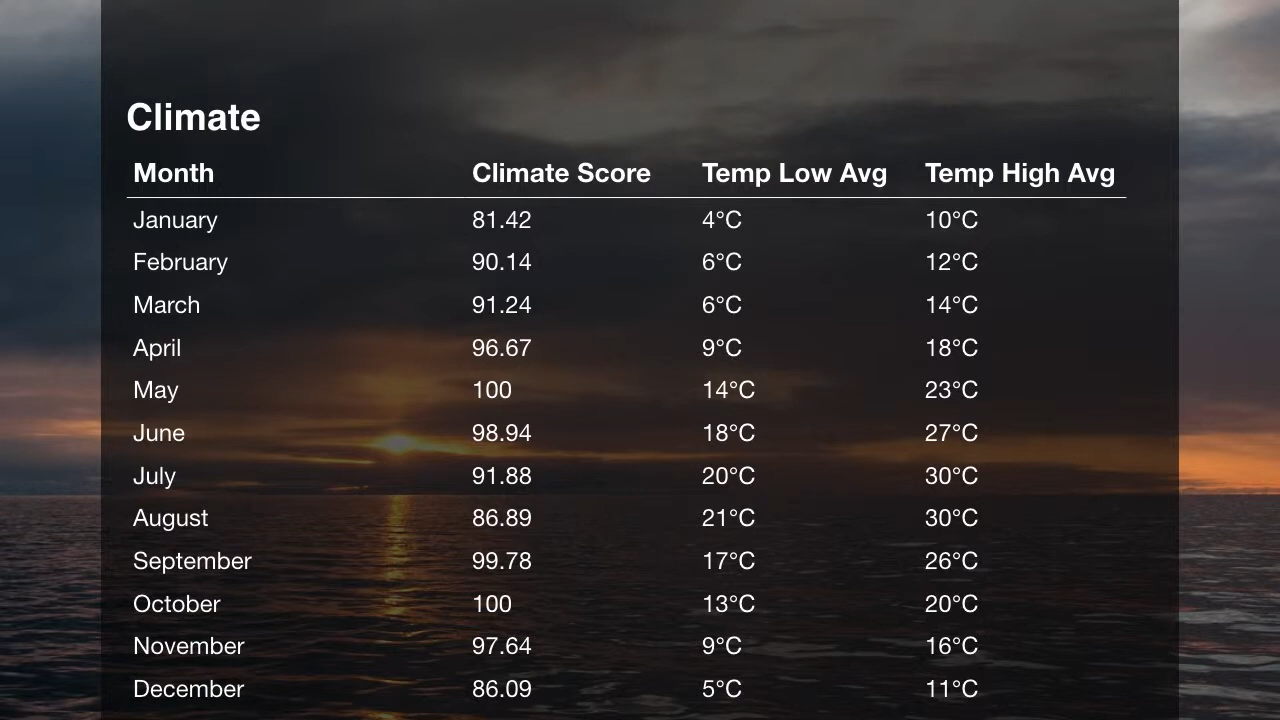 Climate
Month Climate Score Temp Low Avg Temp High Avg
January 81.42 4°C 10°C
February 90.14 6°C 12°C
March 91.24 6°C 14°C
April 96.67 9°C 18°C
May 100 14°C 23°C
June 98.94 18°C 27°C
July 91.88 20°C 30°C
August 86.89 21°C 30°C
September 99.78 17°C 26°C
October 100 13°C 20°C
November 97.64 9°C 16°C
December 86.09 5°C 11°C